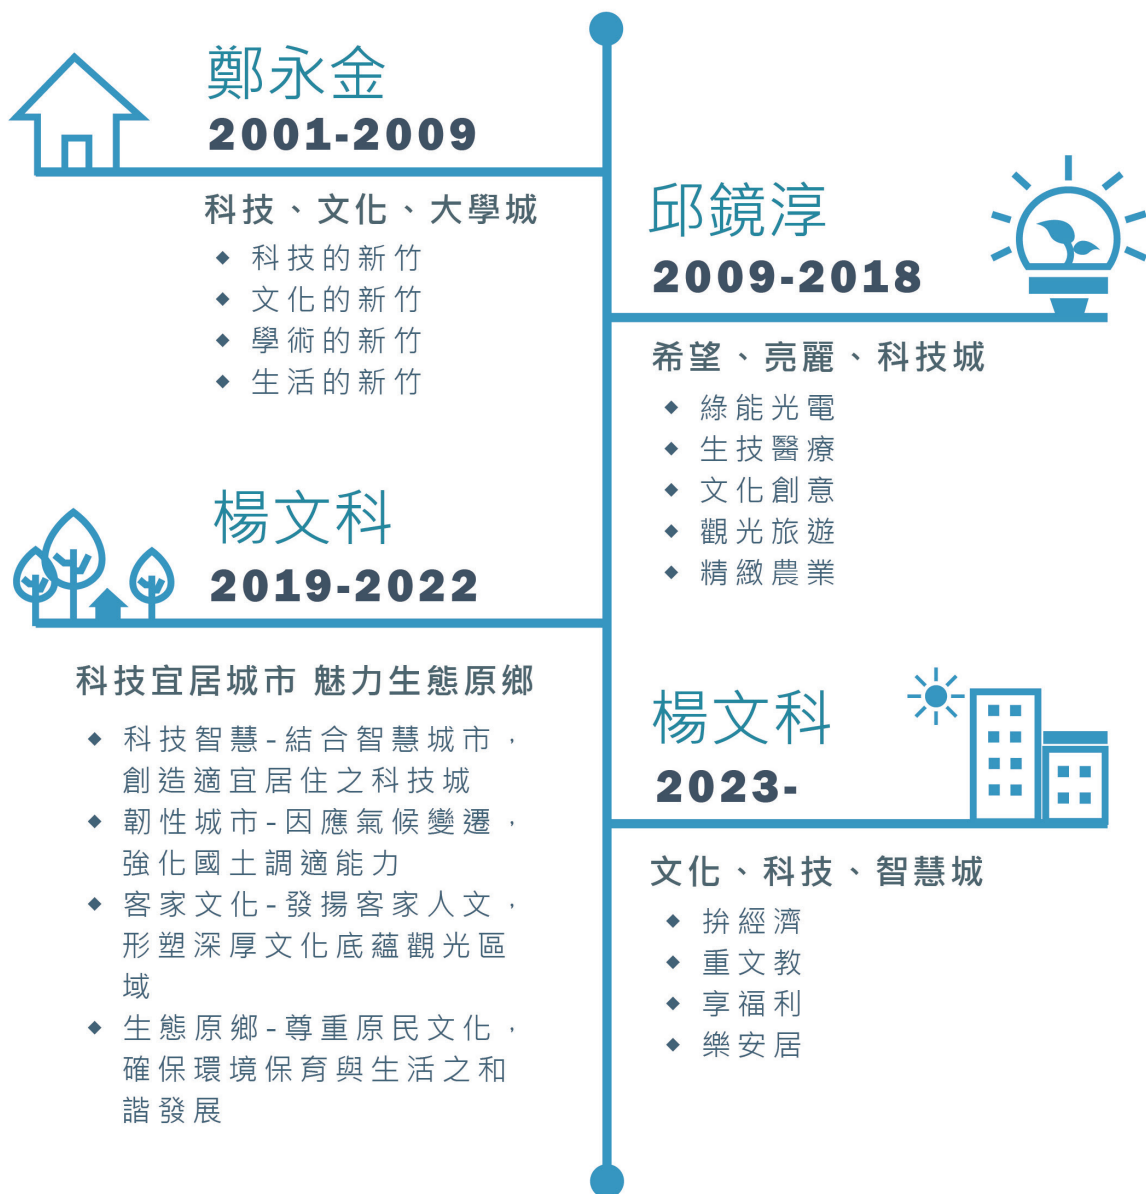 鄭永金
2001-2009
科技、文化、大學城
◆ 科技的新竹
◆ 文化的新竹
◆ 學術的新竹
◆ 生活的新竹
邱鏡淳
2009-2018
希望、亮麗、科技城
◆ 綠能光電
◆ 生技醫療
◆ 文化創意
◆ 觀光旅遊
◆ 精緻農業
楊文科
2019-2022
科技宜居城市 魅力生態原鄉
◆ 科技智慧-結合智慧城市，
創造適宜居住之科技城
◆ 韌性城市-因應氣候變遷，
強化國土調適能力
◆ 客家文化-發揚客家人文，
形塑深厚文化底蘊觀光區
域
◆ 生態原鄉-尊重原民文化，
確保環境保育與生活之和
諧發展
楊文科
2023-
文化、科技、智慧城
◆ 拚經濟
◆ 重文教
◆ 享福利
◆ 樂安居